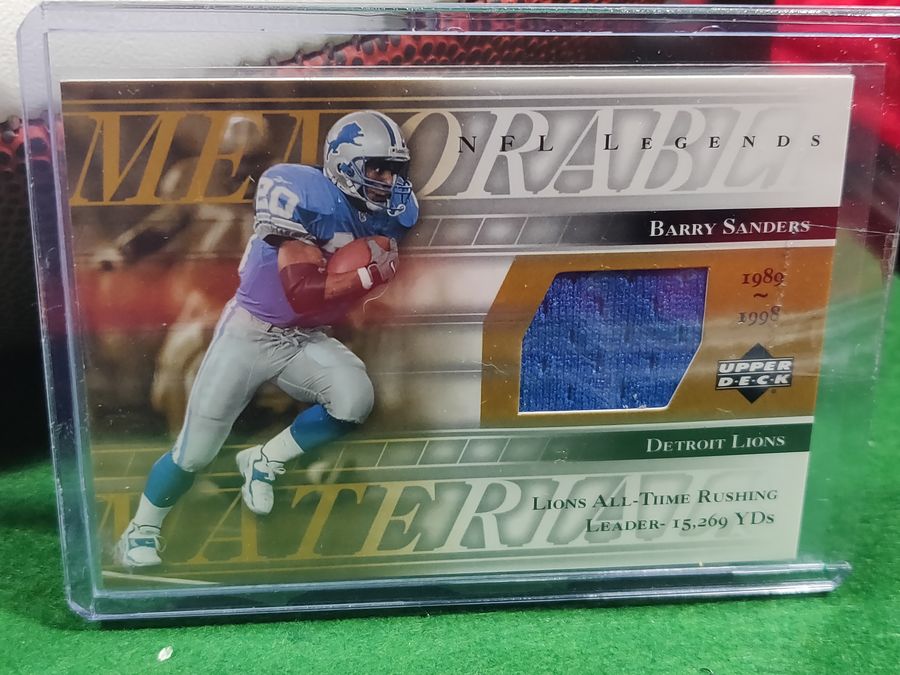 MEMORABLE
NFL LEGENDS
20
BARRY SANDERS
1989
~
1998
UPPER
D·E·C·K
DETROIT LIONS
MATERIALS
LIONS ALL-TIME RUSHING
LEADER- 15,269 YDS